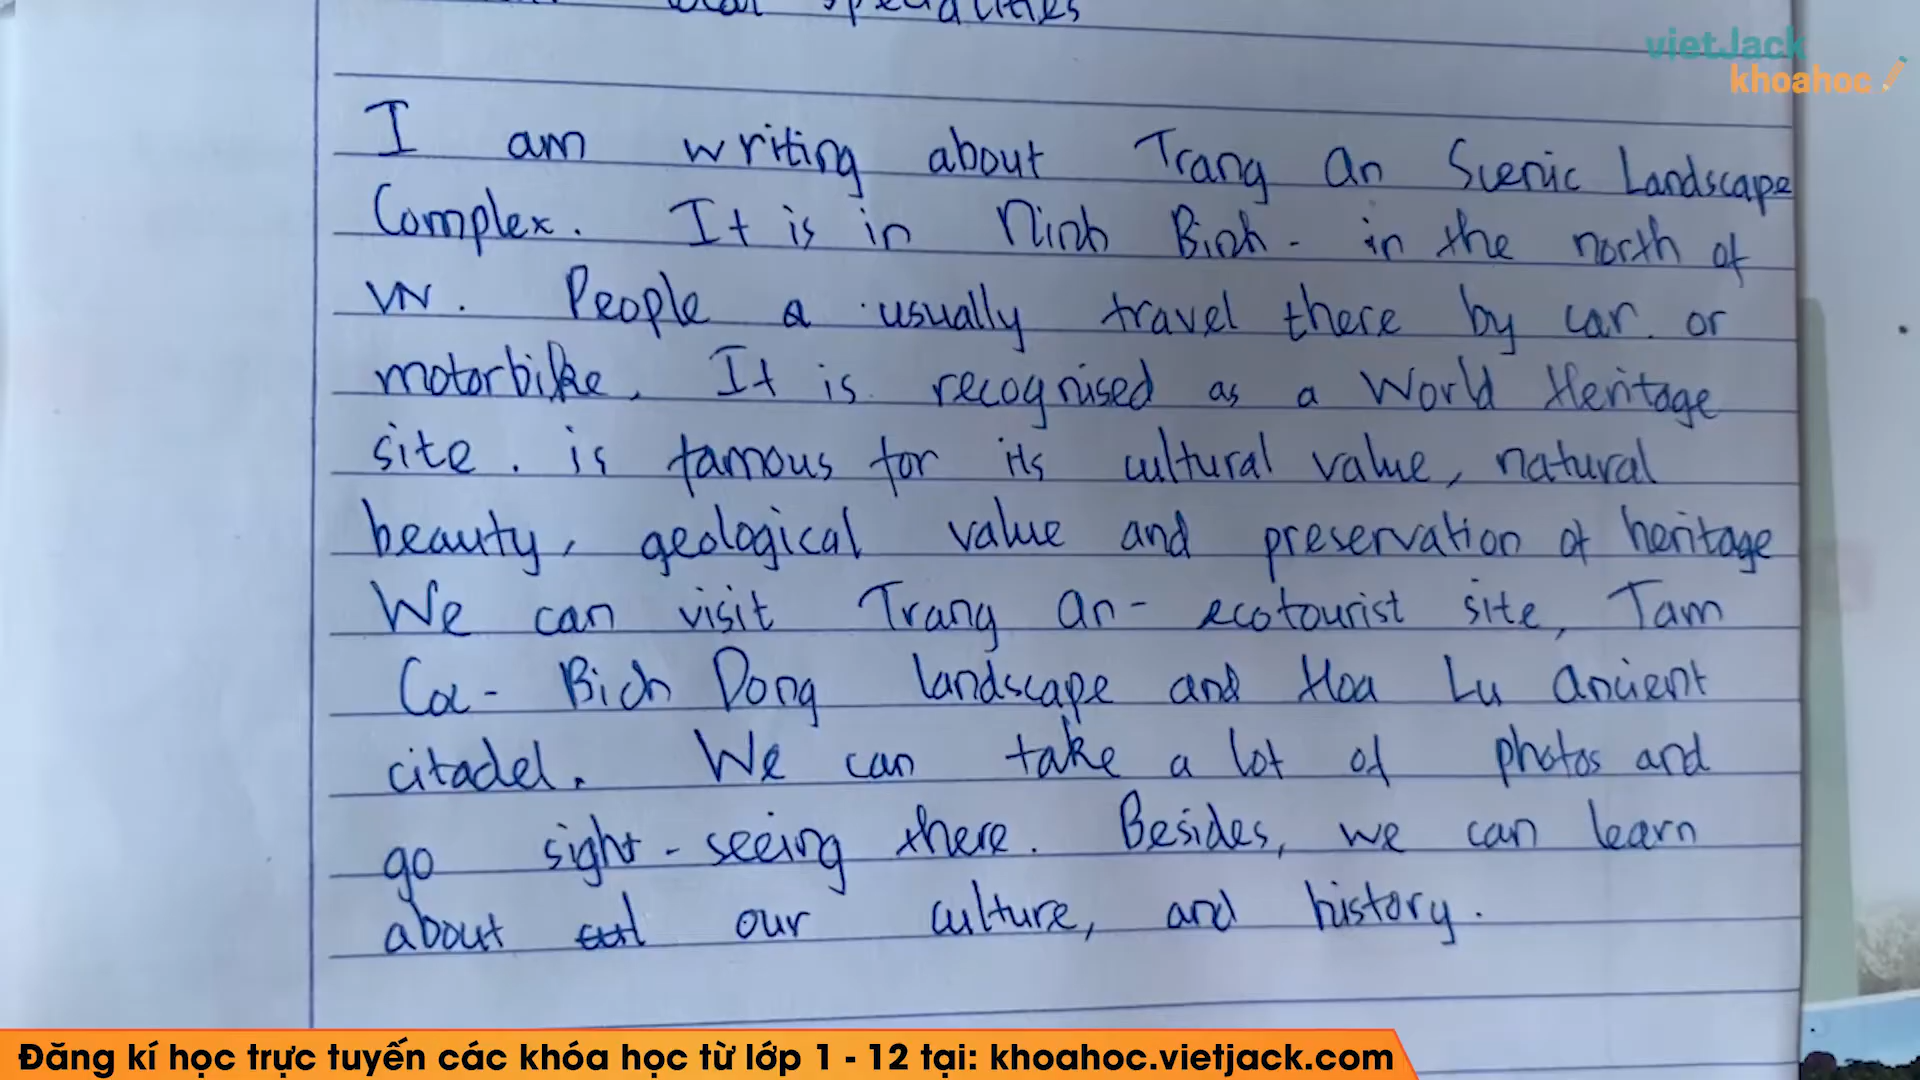 local specialities
vietJack
khoahoc
I am writing about Trang An Scenic Landscape
Complex. It is in Ninh Binh - in the north of
VN. People a usually travel there by car or
motorbike. It is recognised as a World Heritage
site. is famous for its cultural value, natural
beauty, geological value and preservation of heritage
We can visit Trang An - ecotourist site, Tam
Coc - Bich Dong landscape and Hoa Lu Ancient
citadel. We can take a lot of photos and
go sight-seeing there. Besides, we can learn
about our culture, and history.
Đăng kí học trực tuyến các khóa học từ lớp 1 - 12 tại: khoahoc.vietjack.com